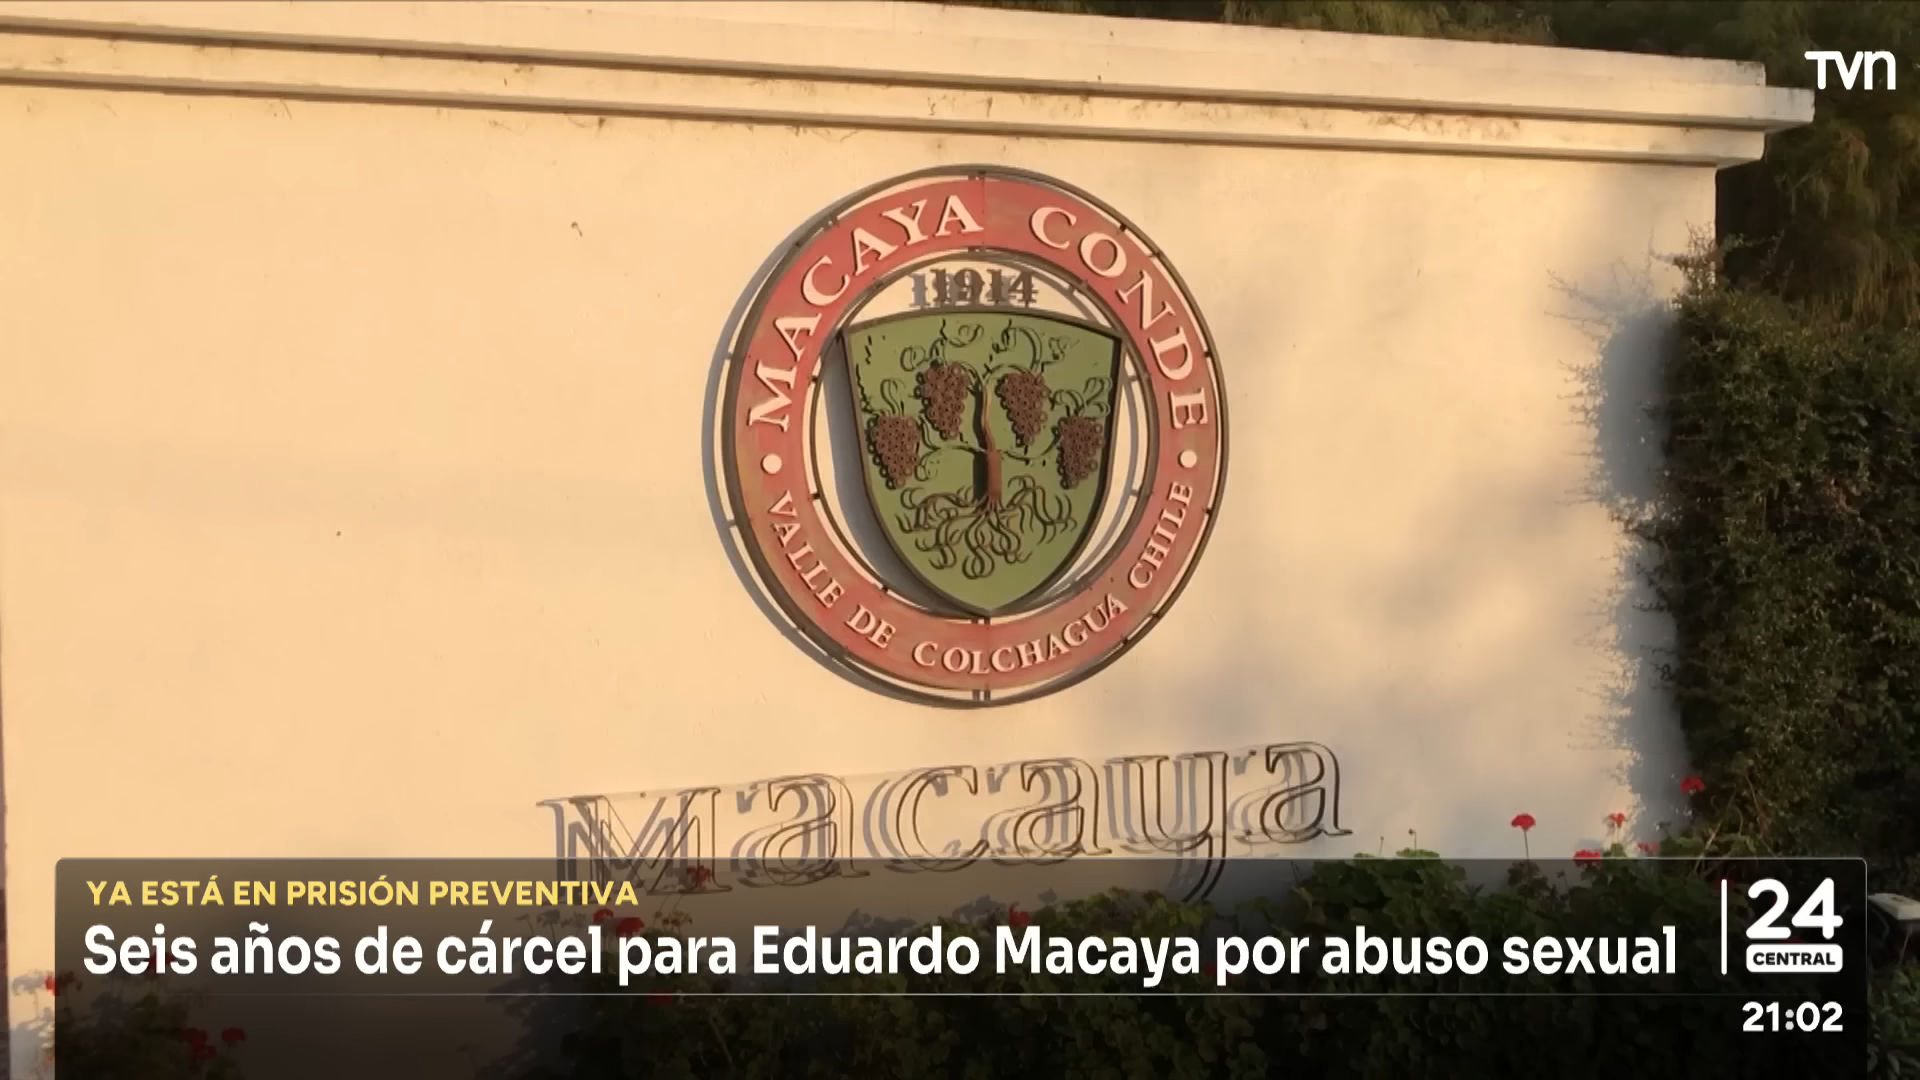 TVN
MACAYA CONDE
1914
VALLE DE COLCHAGUA CHILE
Macaya
YA ESTÁ EN PRISIÓN PREVENTIVA
Seis años de cárcel para Eduardo Macaya por abuso sexual
24
CENTRAL
21:02